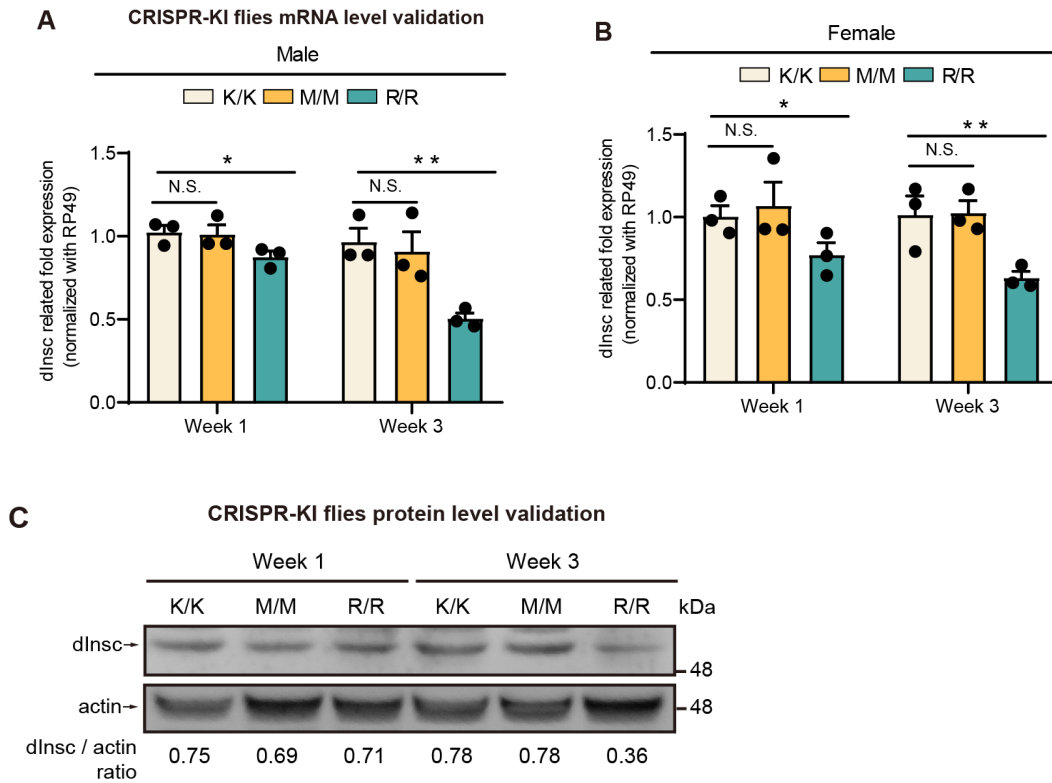 A
CRISPR-KI flies mRNA level validation
Male
K/K M/M R/R
dInsc related fold expression
(normalized with RP49)
1.5
1.0
0.5
0.0
N.S.
*
N.S.
* *
Week 1
Week 3
B
Female
K/K M/M R/R
dInsc related fold expression
(normalized with RP49)
1.5
1.0
0.5
0.0
*
N.S.
* *
N.S.
Week 1
Week 3
C
CRISPR-KI flies protein level validation
Week 1 Week 3
K/K M/M R/R K/K M/M R/R kDa
dInsc
48
actin
48
dInsc / actin
ratio
0.75 0.69 0.71 0.78 0.78 0.36